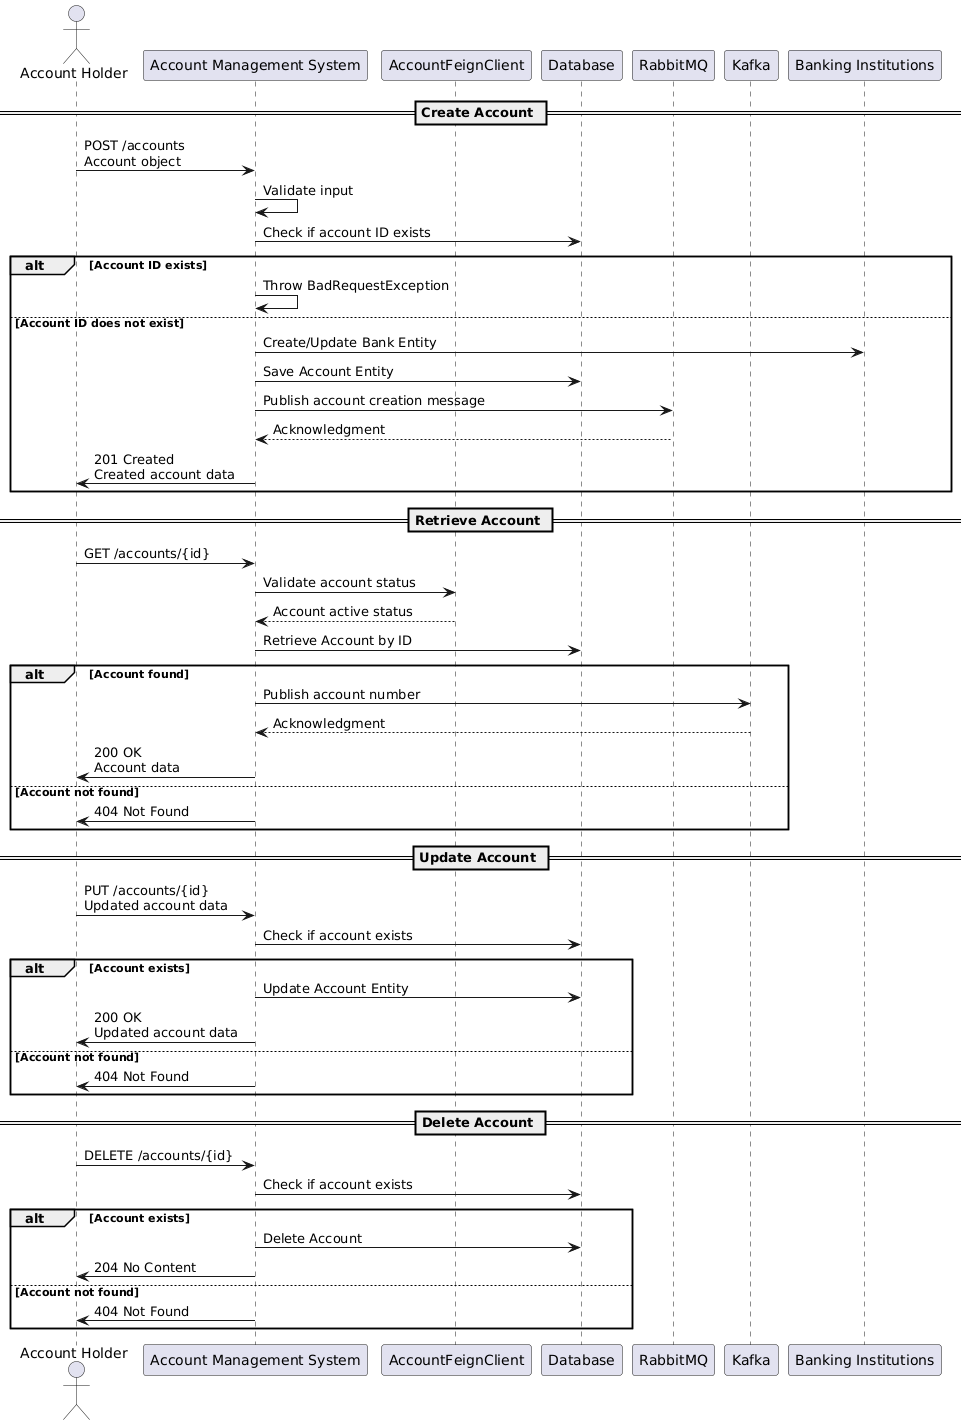 Account Holder
Account Management System
AccountFeignClient
Database
RabbitMQ
Kafka
Banking Institutions
Create Account
POST /accounts
Account object
Validate input
Check if account ID exists
alt
[Account ID exists]
Throw BadRequestException
[Account ID does not exist]
Create/Update Bank Entity
Save Account Entity
Publish account creation message
Acknowledgment
201 Created
Created account data
Retrieve Account
GET /accounts/{id}
Validate account status
Account active status
Retrieve Account by ID
alt
[Account found]
Publish account number
Acknowledgment
200 OK
Account data
[Account not found]
404 Not Found
Update Account
PUT /accounts/{id}
Updated account data
Check if account exists
alt
[Account exists]
Update Account Entity
200 OK
Updated account data
[Account not found]
404 Not Found
Delete Account
DELETE /accounts/{id}
Check if account exists
alt
[Account exists]
Delete Account
204 No Content
[Account not found]
404 Not Found
Account Holder
Account Management System
AccountFeignClient
Database
RabbitMQ
Kafka
Banking Institutions